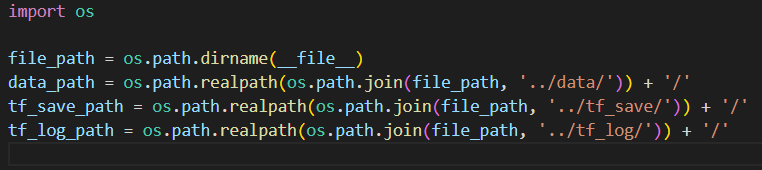 import os
file_path = os.path.dirname(__file__)
data_path = os.path.realpath(os.path.join(file_path, '../data/')) + '/'
tf_save_path = os.path.realpath(os.path.join(file_path, '../tf_save/')) + '/'
tf_log_path = os.path.realpath(os.path.join(file_path, '../tf_log/')) + '/'